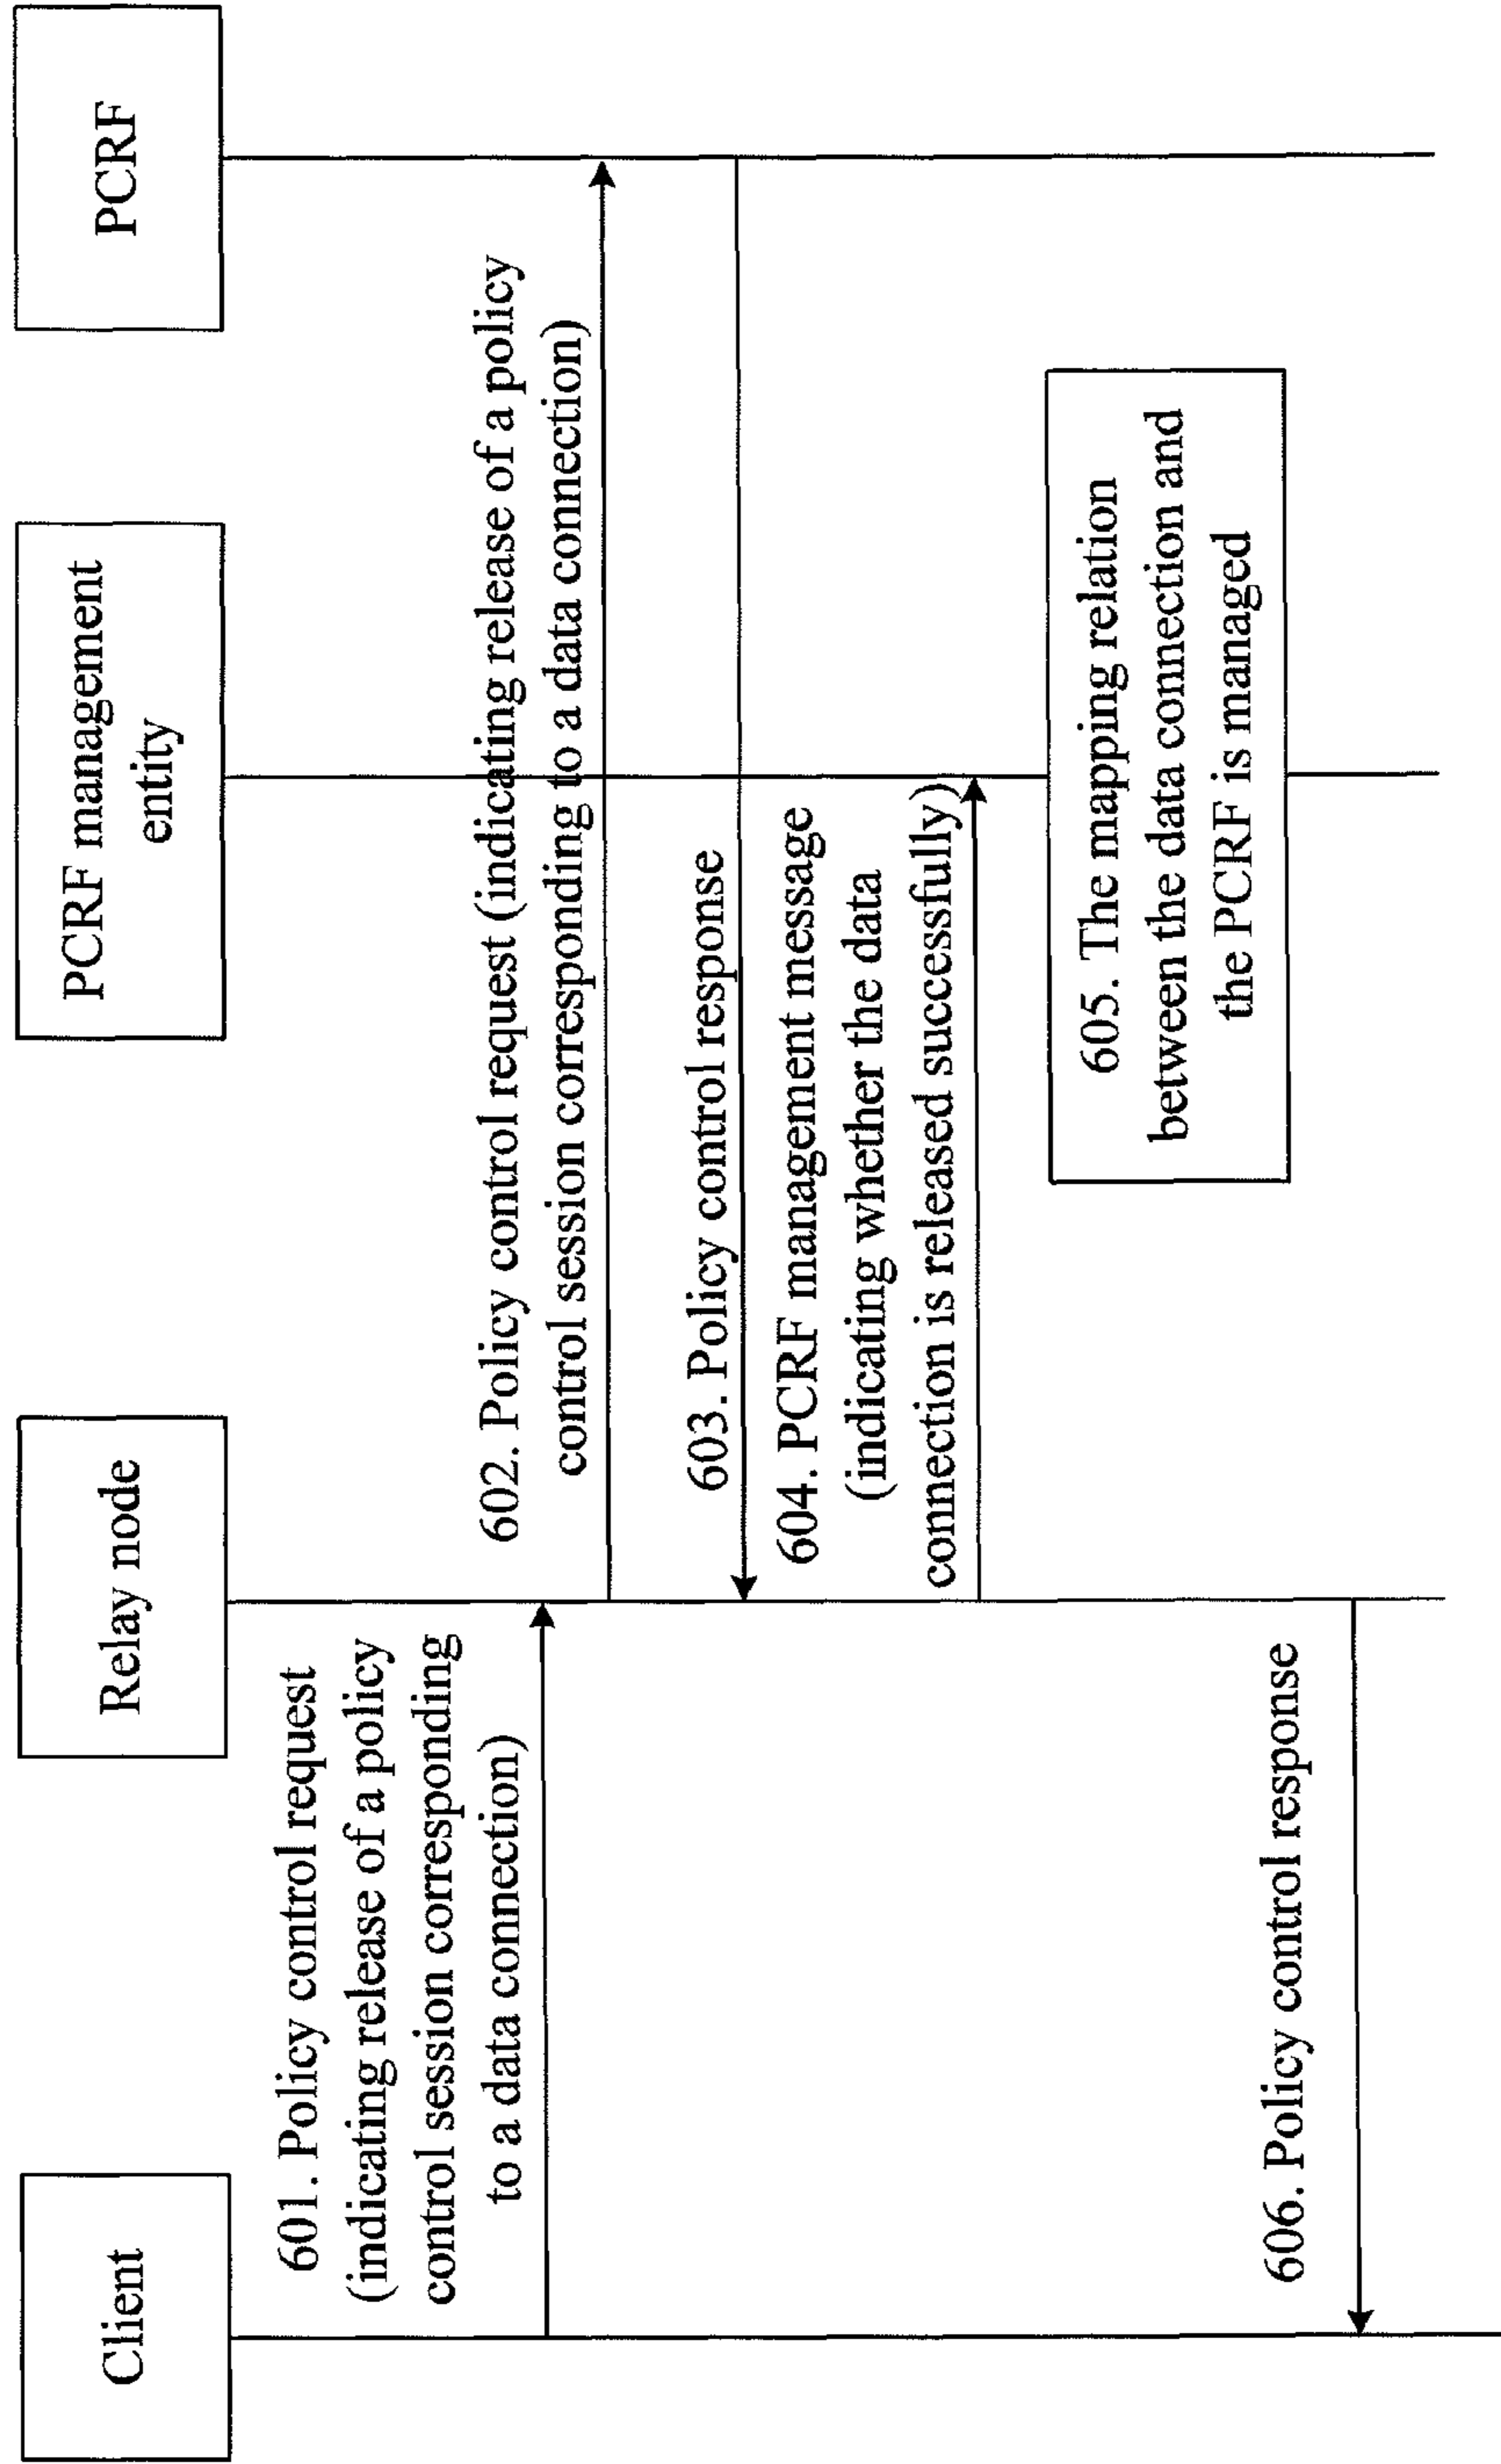 Client
Relay node
PCRF management
entity
PCRF
601. Policy control request
(indicating release of a policy
control session corresponding
to a data connection)
602. Policy control request (indicating release of a policy
control session corresponding to a data connection)
603. Policy control response
604. PCRF management message
(indicating whether the data
connection is released successfully)
605. The mapping relation
between the data connection and
the PCRF is managed
606. Policy control response